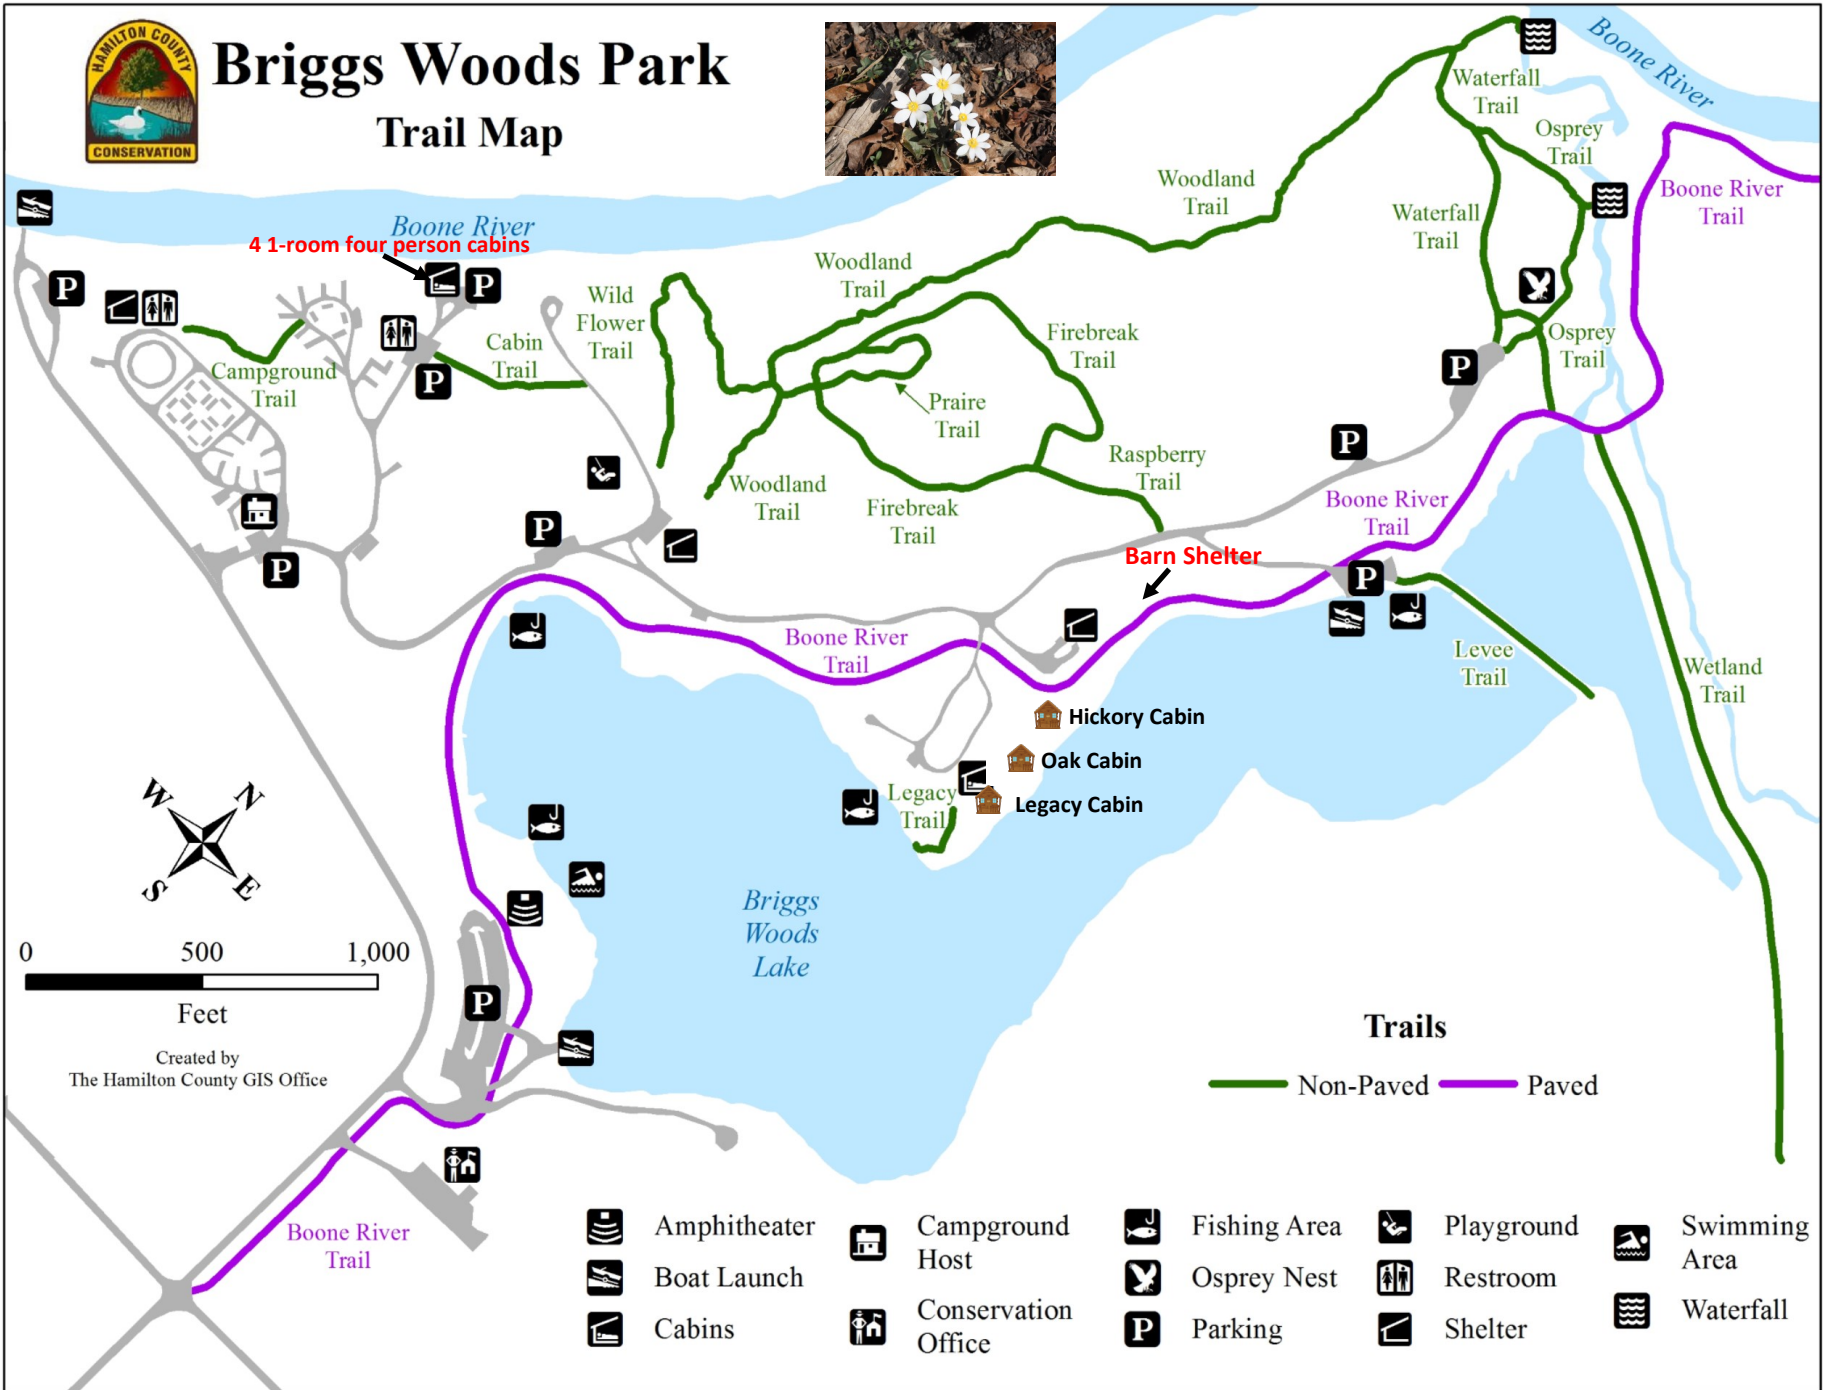 HAMILTON COUNTY
CONSERVATION
Briggs Woods Park
Trail Map
Boone River
Waterfall
Trail
Osprey
Trail
Boone River
Trail
Woodland
Trail
Waterfall
Trail
Boone River
4 1-room four person cabins
P
P
Wild
Flower
Trail
Woodland
Trail
Firebreak
Trail
Osprey
Trail
Cabin
Trail
Campground
Trail
P
P
Praire
Trail
P
Raspberry
Trail
Woodland
Trail
Firebreak
Trail
Boone River
Trail
P
P
Barn Shelter
P
Boone River
Trail
Levee
Trail
Wetland
Trail
Hickory Cabin
Oak Cabin
Legacy Cabin
Legacy
Trail
W
N
S
E
Briggs
Woods
Lake
0 500 1,000
Feet
P
Created by
The Hamilton County GIS Office
Trails
Non-Paved
Paved
Boone River
Trail
Amphitheater
Boat Launch
Cabins
Campground
Host
Conservation
Office
Fishing Area
Osprey Nest
P Parking
Playground
Restroom
Shelter
Swimming
Area
Waterfall